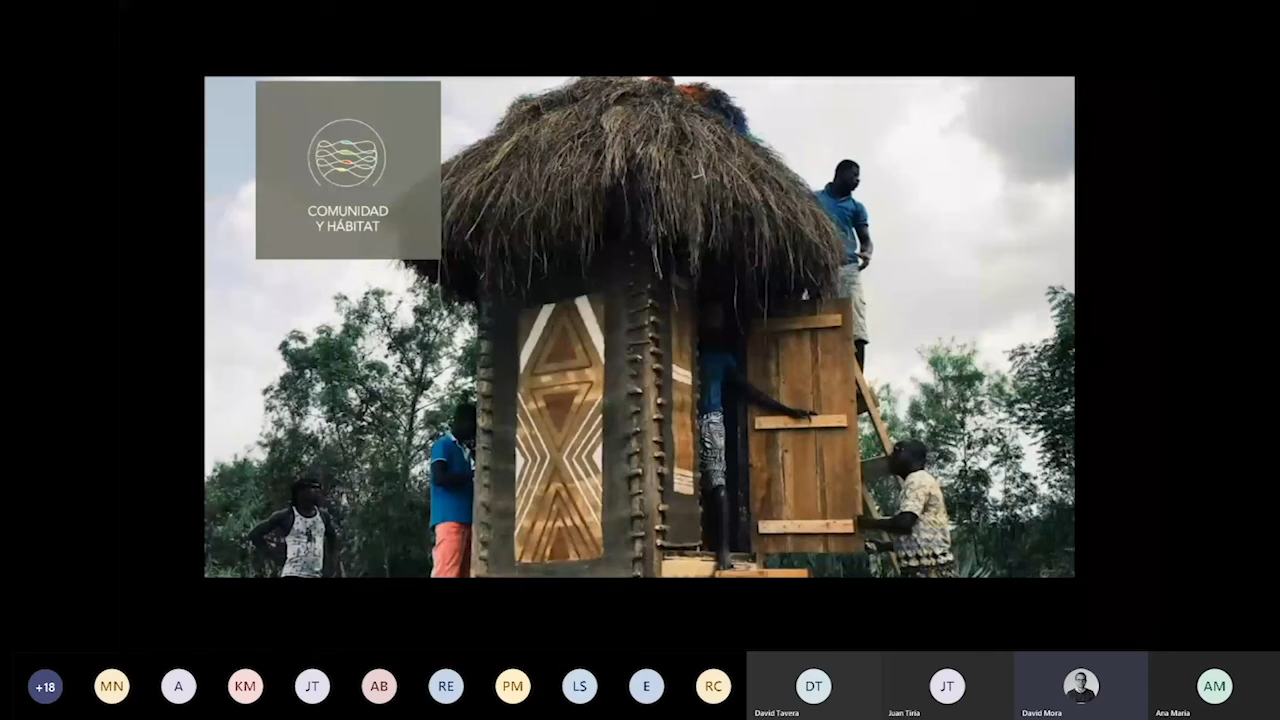 COMUNIDAD
Y HÁBITAT
+18
MN
A
KM
JT
AB
RE
PM
LS
E
RC
DT
JT
AM
David Tavera
Juan Tiria
David Mora
Ana Maria